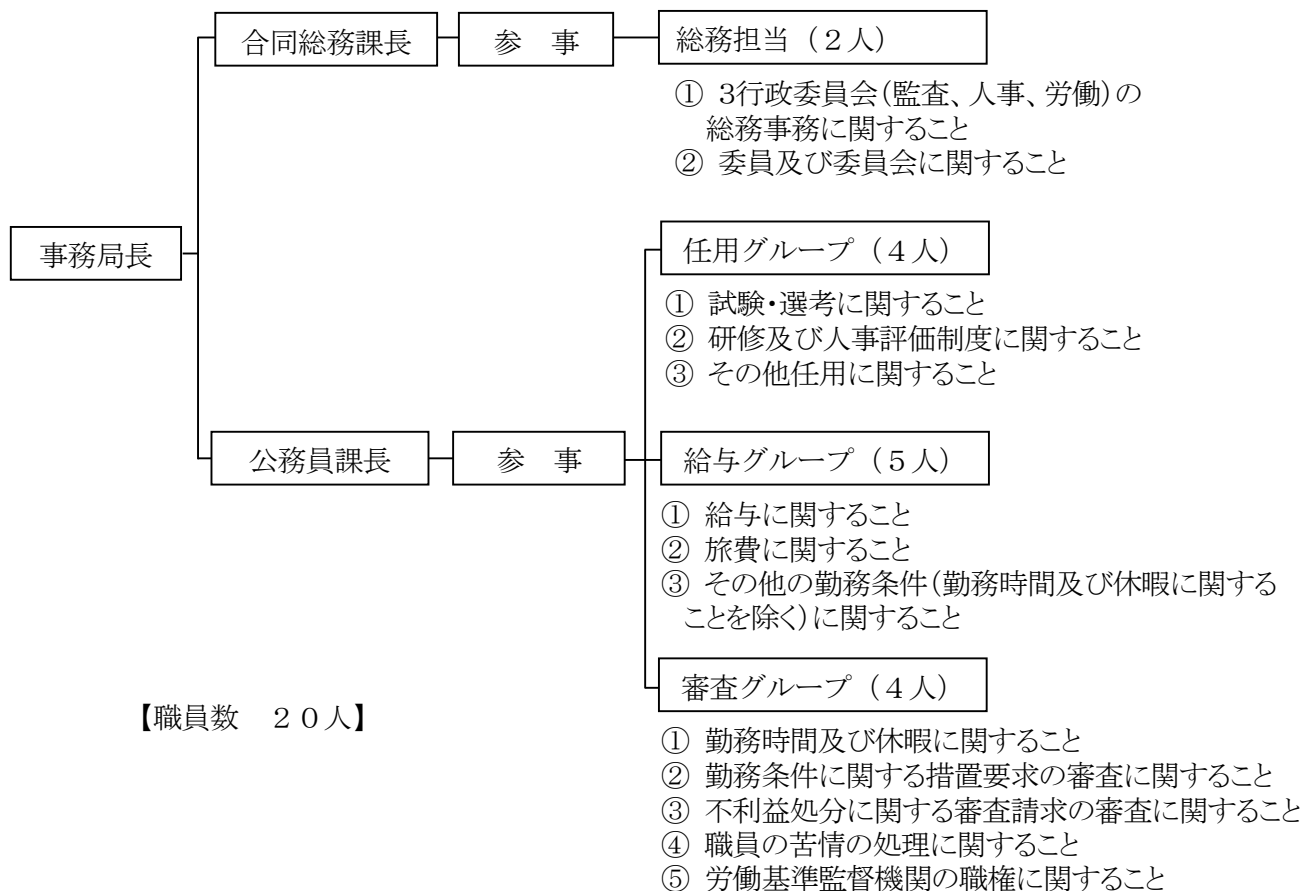 合同総務課長
参　事
総務担当（２人）
① 3行政委員会（監査、人事、労働）の
総務事務に関すること
② 委員及び委員会に関すること
事務局長
任用グループ（４人）
① 試験・選考に関すること
② 研修及び人事評価制度に関すること
③ その他任用に関すること
公務員課長
参　事
給与グループ（５人）
① 給与に関すること
② 旅費に関すること
③ その他の勤務条件（勤務時間及び休暇に関する
ことを除く）に関すること
審査グループ（４人）
【職員数　２０人】
① 勤務時間及び休暇に関すること
② 勤務条件に関する措置要求の審査に関すること
③ 不利益処分に関する審査請求の審査に関すること
④ 職員の苦情の処理に関すること
⑤ 労働基準監督機関の職権に関すること